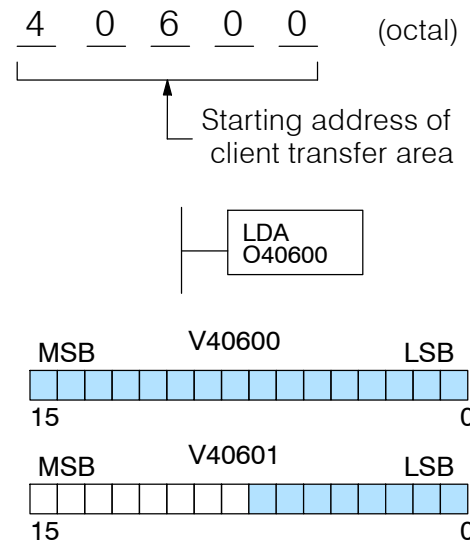 4 0 6 0 0 (octal)
Starting address of
client transfer area
LDA
O40600
V40600
MSB LSB
15 0
V40601
MSB LSB
15 0